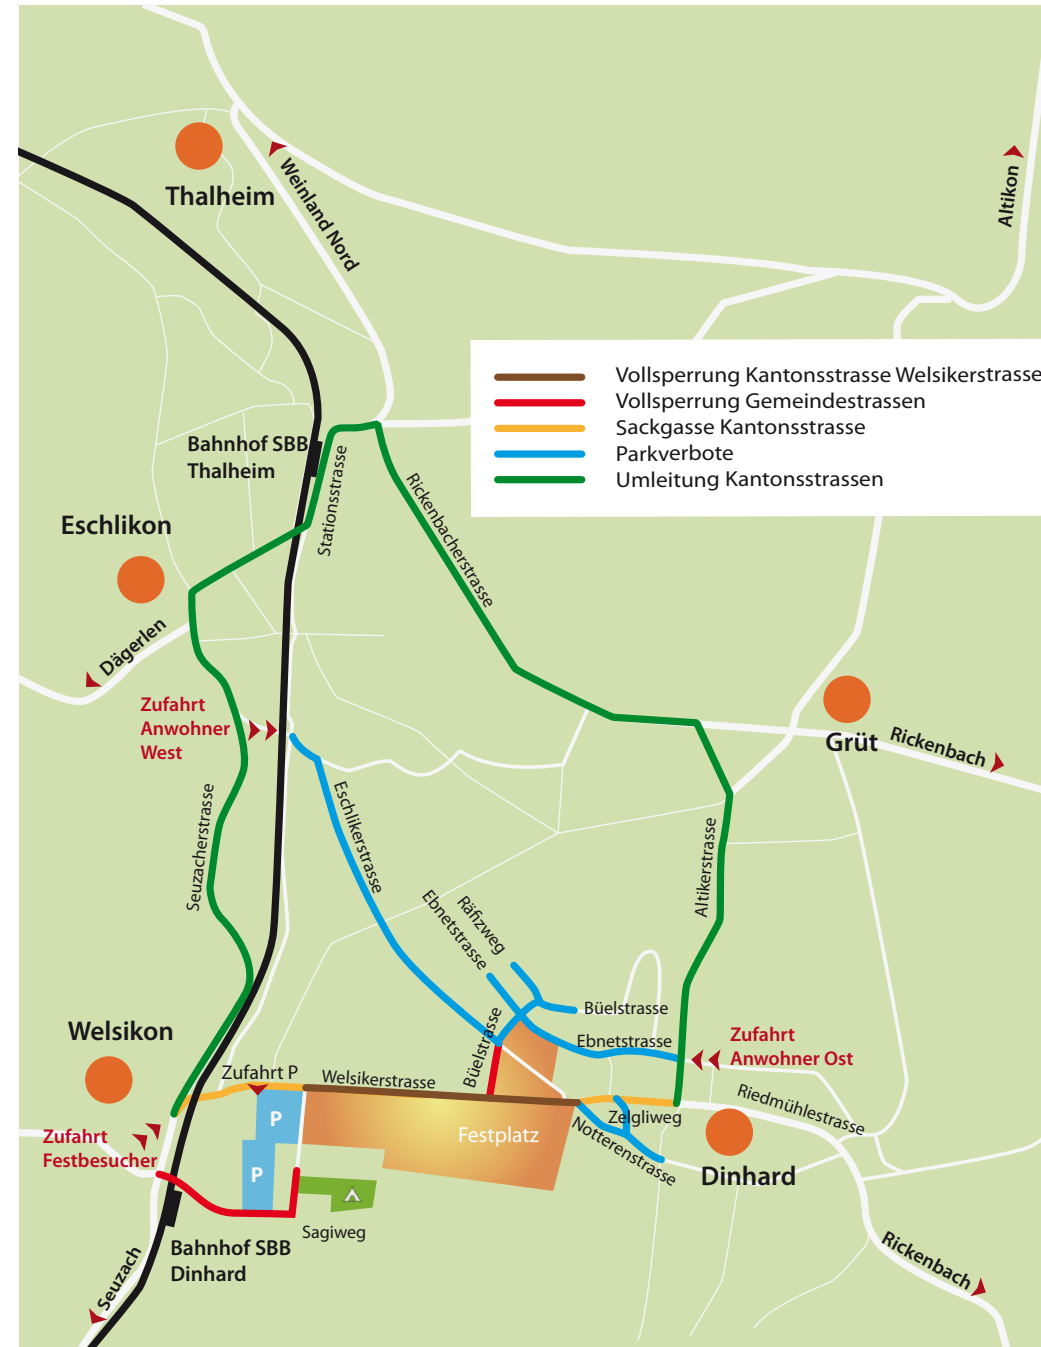 Thalheim
Weinland Nord
Altikon
Vollsperrung Kantonsstrasse Welsikerstrasse
Vollsperrung Gemeindestrassen
Sackgasse Kantonsstrasse
Parkverbote
Umleitung Kantonsstrassen
Bahnhof SBB
Thalheim
Stationsstrasse
Rickenbacherstrasse
Eschlikon
Dägerlen
Zufahrt
Anwohner
West
Grüt
Rickenbach
Seuzacherstrasse
Eschlikerstrasse
Altikerstrasse
Räfizweg
Ebnetstrasse
Büelstrasse
Büelstrasse
Ebnetstrasse
Zufahrt
Anwohner Ost
Welsikon
Zufahrt P
Welsikerstrasse
Riedmühlestrasse
P
Festplatz
Zelgliweg
Notterenstrasse
Zufahrt
Festbesucher
P
Dinhard
Sagiweg
Bahnhof SBB
Dinhard
Seuzach
Rickenbach